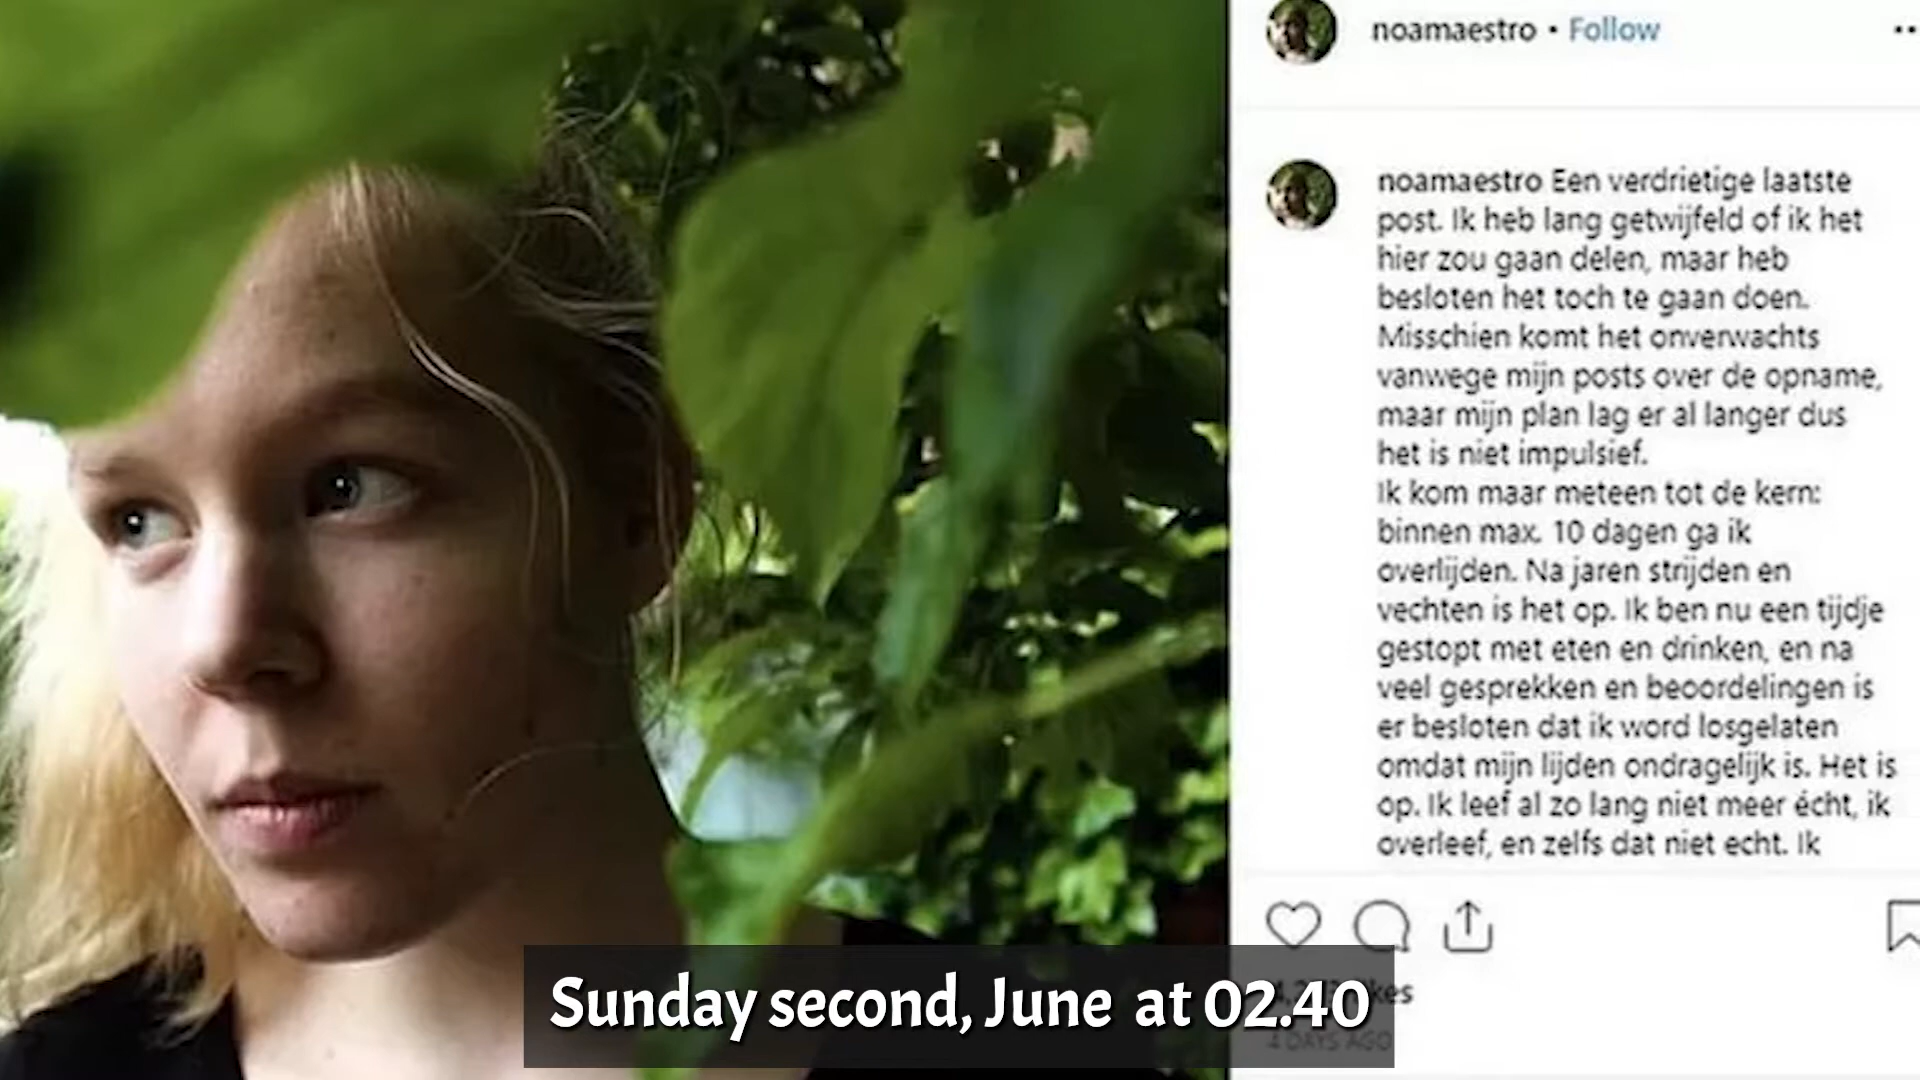 noamaestro • Follow
noamaestro Een verdrietige laatste
post. Ik heb lang getwijfeld of ik het
hier zou gaan delen, maar heb
besloten het toch te gaan doen.
Misschien komt het onverwachts
vanwege mijn posts over de opname,
maar mijn plan lag er al langer dus
het is niet impulsief.
Ik kom maar meteen tot de kern:
binnen max. 10 dagen ga ik
overlijden. Na jaren strijden en
vechten is het op. Ik ben nu een tijdje
gestopt met eten en drinken, en na
veel gesprekken en beoordelingen is
er besloten dat ik word losgelaten
omdat mijn lijden ondragelijk is. Het is
op. Ik leef al zo lang niet meer écht, ik
overleef, en zelfs dat niet echt. Ik
4 DAYS AGO
Sunday second, June at 02.40